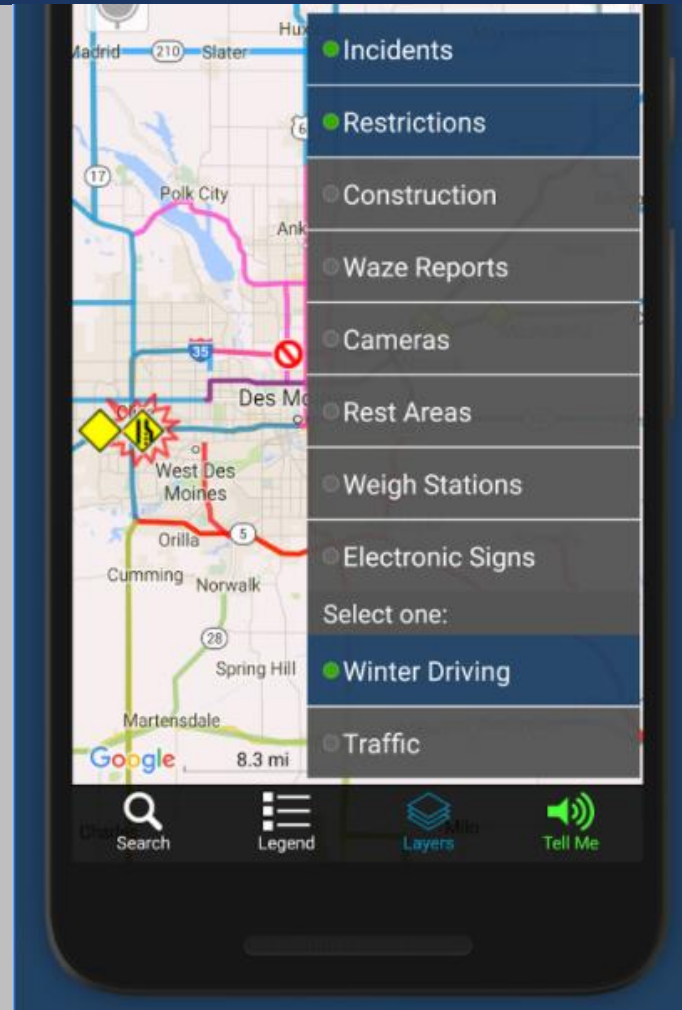 Hux
Madrid
210
Slater
6
17
Polk City
Ank
35
Des Mo
West Des
Moines
Orilla
5
Cumming
Norwalk
28
Spring Hill
Martensdale
Google
8.3 mi
Incidents
Restrictions
Construction
Waze Reports
Cameras
Rest Areas
Weigh Stations
Electronic Signs
Select one:
Winter Driving
Traffic
Search
Legend
Layers
Tell Me